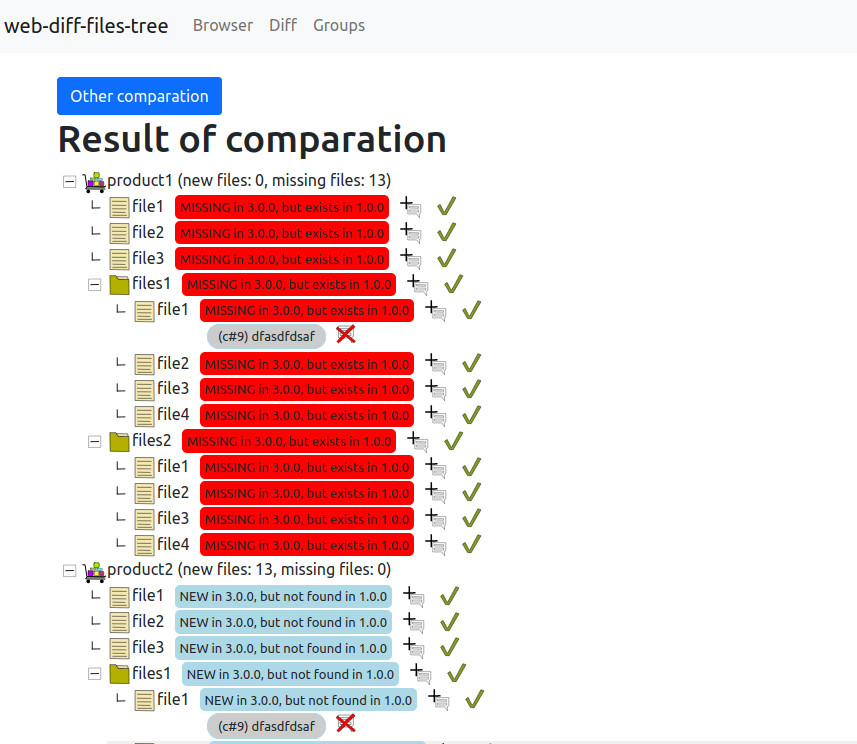 web-diff-files-tree Browser Diff Groups
Other comparation
Result of comparation
product1 (new files: 0, missing files: 13)
file1 MISSING in 3.0.0, but exists in 1.0.0
file2 MISSING in 3.0.0, but exists in 1.0.0
file3 MISSING in 3.0.0, but exists in 1.0.0
files1 MISSING in 3.0.0, but exists in 1.0.0
file1 MISSING in 3.0.0, but exists in 1.0.0
(c#9) dfasdfdsaf
file2 MISSING in 3.0.0, but exists in 1.0.0
file3 MISSING in 3.0.0, but exists in 1.0.0
file4 MISSING in 3.0.0, but exists in 1.0.0
files2 MISSING in 3.0.0, but exists in 1.0.0
file1 MISSING in 3.0.0, but exists in 1.0.0
file2 MISSING in 3.0.0, but exists in 1.0.0
file3 MISSING in 3.0.0, but exists in 1.0.0
file4 MISSING in 3.0.0, but exists in 1.0.0
product2 (new files: 13, missing files: 0)
file1 NEW in 3.0.0, but not found in 1.0.0
file2 NEW in 3.0.0, but not found in 1.0.0
file3 NEW in 3.0.0, but not found in 1.0.0
files1 NEW in 3.0.0, but not found in 1.0.0
file1 NEW in 3.0.0, but not found in 1.0.0
(c#9) dfasdfdsaf